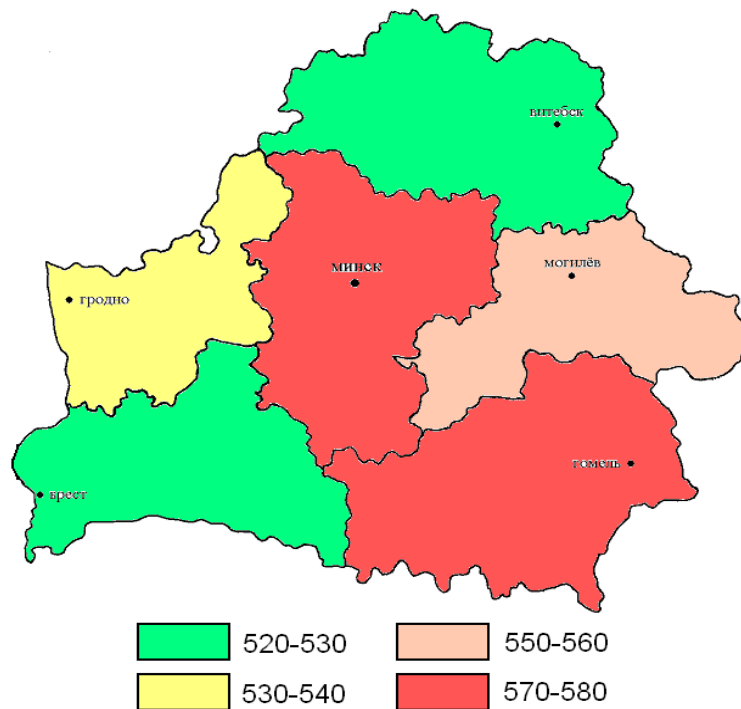 витебск
минск
могилёв
гродно
гомель
брест
520-530
550-560
530-540
570-580